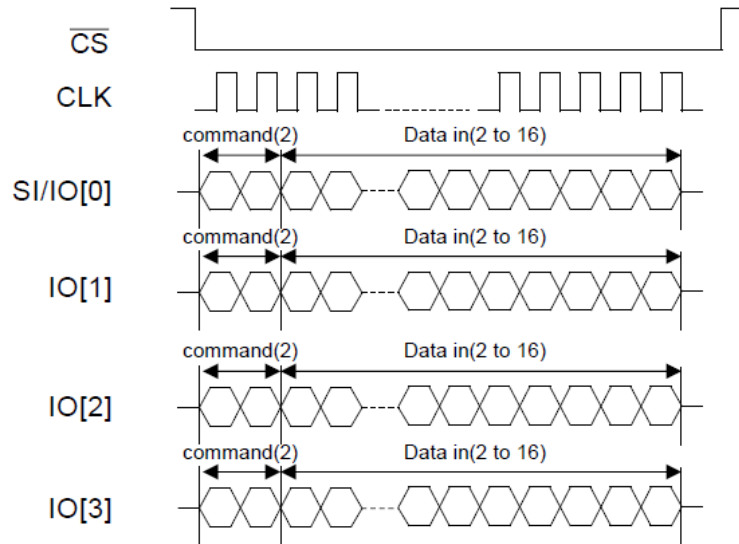 CS
CLK
command(2) Data in(2 to 16)
SI/IO[0]
command(2) Data in(2 to 16)
IO[1]
command(2) Data in(2 to 16)
IO[2]
command(2) Data in(2 to 16)
IO[3]